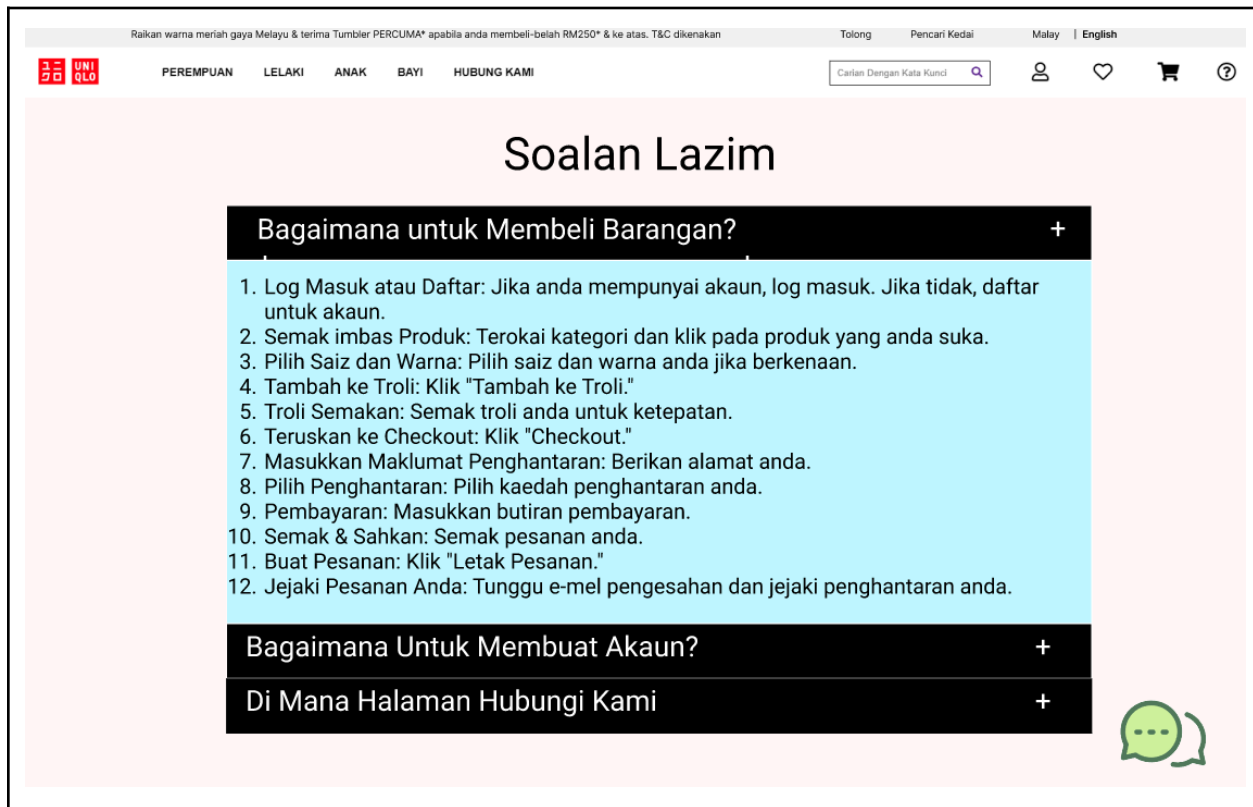 Raikan warna meriah gaya Melayu & terima Tumbler PERCUMA* apabila anda membeli-belah RM250* & ke atas. T&C dikenakan Tolong Pencari Kedai Malay | English
ユニクロ UNIQLO PEREMPUAN LELAKI ANAK BAYI HUBUNG KAMI Carian Dengan Kata Kunci
Soalan Lazim
Bagaimana untuk Membeli Barangan? +
1. Log Masuk atau Daftar: Jika anda mempunyai akaun, log masuk. Jika tidak, daftar
untuk akaun.
2. Semak imbas Produk: Terokai kategori dan klik pada produk yang anda suka.
3. Pilih Saiz dan Warna: Pilih saiz dan warna anda jika berkenaan.
4. Tambah ke Troli: Klik "Tambah ke Troli."
5. Troli Semakan: Semak troli anda untuk ketepatan.
6. Teruskan ke Checkout: Klik "Checkout."
7. Masukkan Maklumat Penghantaran: Berikan alamat anda.
8. Pilih Penghantaran: Pilih kaedah penghantaran anda.
9. Pembayaran: Masukkan butiran pembayaran.
10. Semak & Sahkan: Semak pesanan anda.
11. Buat Pesanan: Klik "Letak Pesanan."
12. Jejaki Pesanan Anda: Tunggu e-mel pengesahan dan jejaki penghantaran anda.
Bagaimana Untuk Membuat Akaun? +
Di Mana Halaman Hubungi Kami +